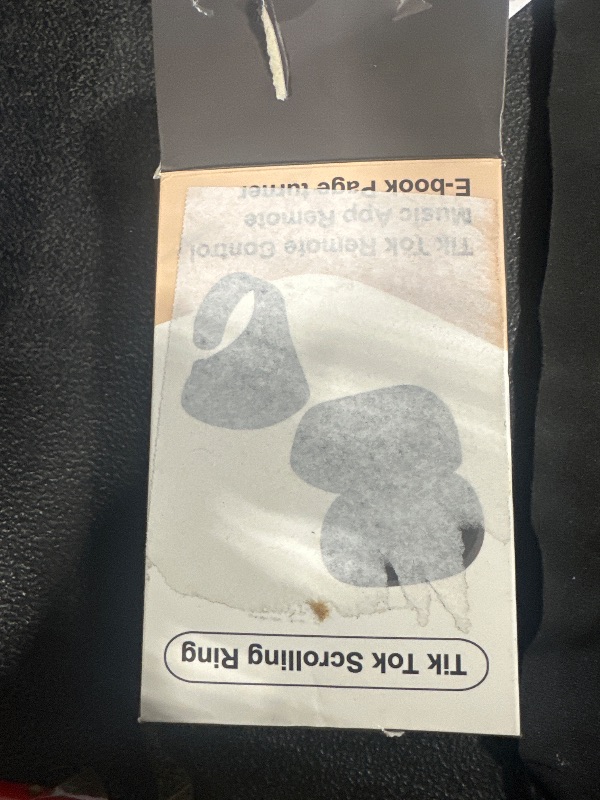 Tik Tok Scrolling Ring
Tik Tok Remote Control
Music App Remote
E-book Page turner